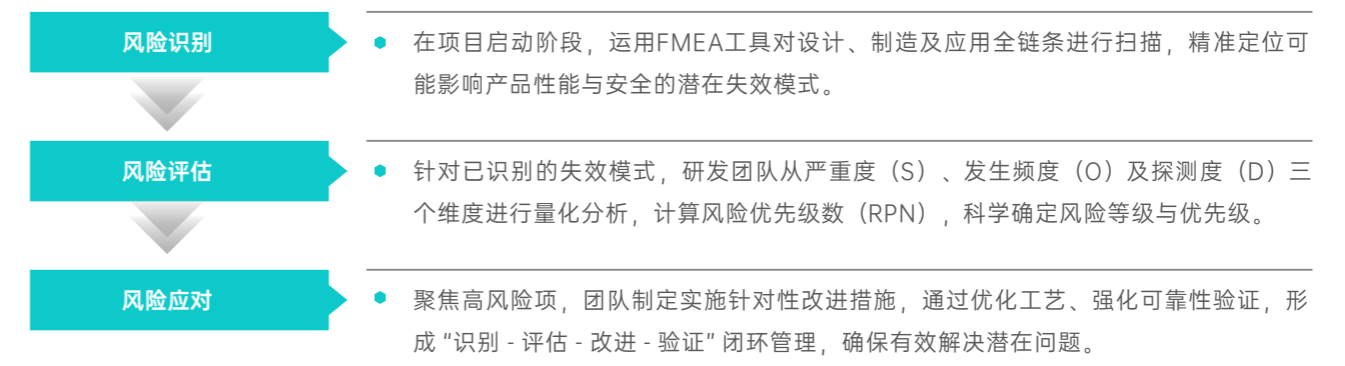 风险识别
在项目启动阶段，运用FMEA工具对设计、制造及应用全链条进行扫描，精准定位可
能影响产品性能与安全的潜在失效模式。
风险评估
针对已识别的失效模式，研发团队从严重度（S）、发生频度（O）及探测度（D）三
个维度进行量化分析，计算风险优先级数（RPN），科学确定风险等级与优先级。
风险应对
聚焦高风险项，团队制定实施针对性改进措施，通过优化工艺、强化可靠性验证，形
成 “识别 - 评估 - 改进 - 验证” 闭环管理，确保有效解决潜在问题。